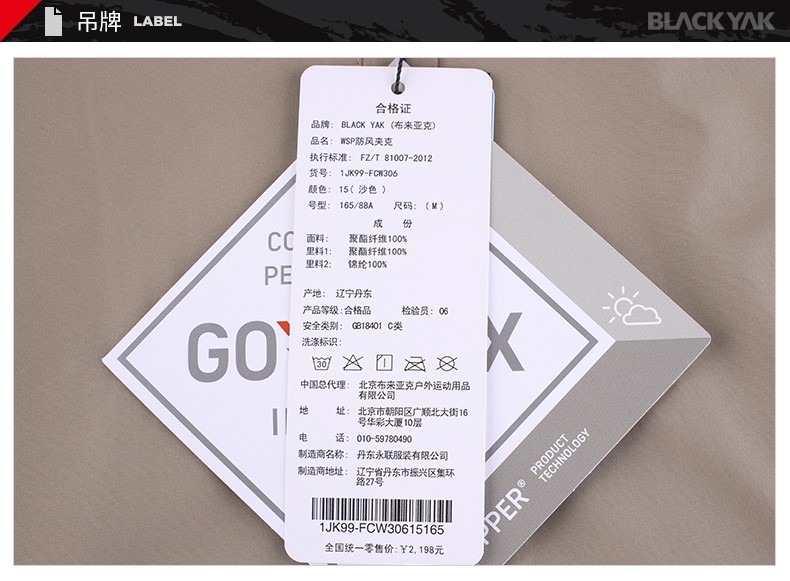 吊牌 LABEL
BLACK YAK
合格证
品牌: BLACK YAK (布来亚克)
品名: WSP防风夹克
执行标准: FZ/T 81007-2012
货号: 1JK99-FCW306
颜色: 15( 沙色 )
号型: 165/88A 尺码: ( M )
成 份
面料: 聚酯纤维100%
里料1: 聚酯纤维100%
里料2: 锦纶100%
产地: 辽宁丹东
产品等级:合格品 检验员: 06
安全类别: GB18401 C类
洗涤标识:
30
中国总代理: 北京布来亚克户外运动用品
有限公司
地 址: 北京市朝阳区广顺北大街16
号华彩大厦10层
电 话: 010-59780490
制造商名称: 丹东永联服装有限公司
制造商地址: 辽宁省丹东市振兴区集环
路27号
1JK99-FCW30615165
全国统一零售价:￥2,198元
CO
PE
GO
X
I
PPER®
PRODUCT
TECHNOLOGY